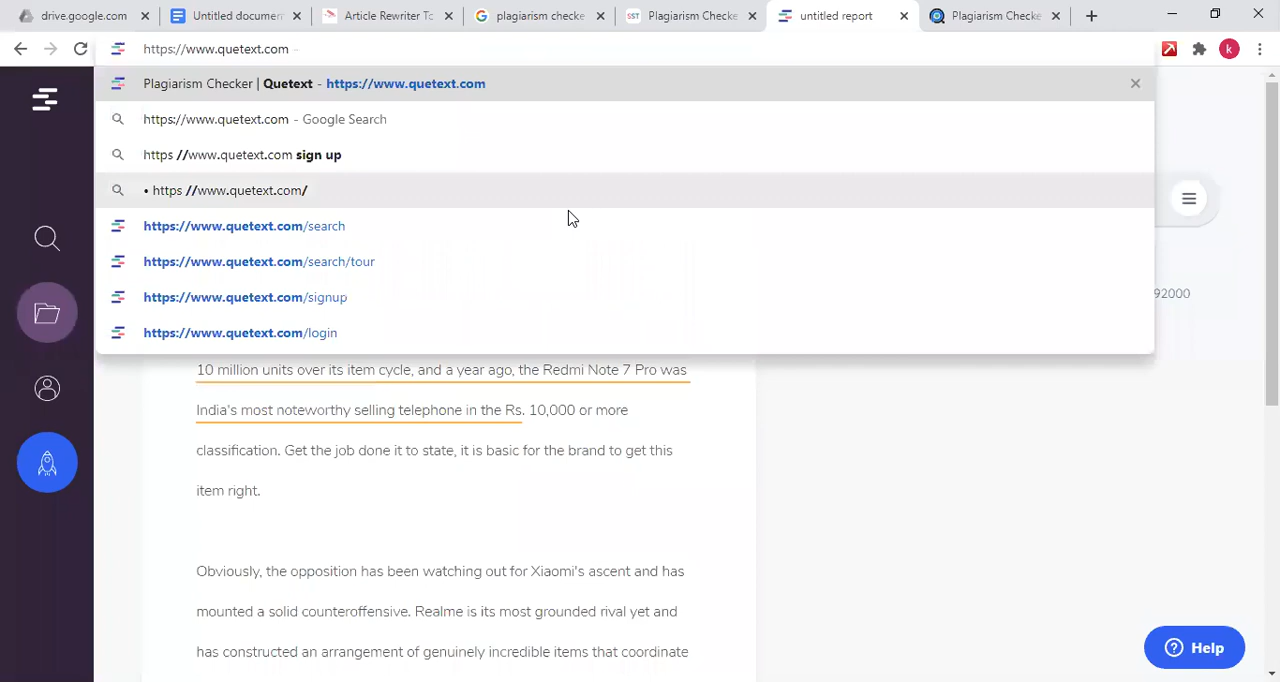 drive.google.com
Untitled documen
Article Rewriter To
plagiarism checke
SST
Plagiarism Checke
untitled report
Plagiarism Checke
https://www.quetext.com –
k
Plagiarism Checker | Quetext - https://www.quetext.com
https://www.quetext.com - Google Search
https //www.quetext.com sign up
• https //www.quetext.com/
https://www.quetext.com/search
https://www.quetext.com/search/tour
https://www.quetext.com/signup
92000
https://www.quetext.com/login
10 million units over its item cycle, and a year ago, the Redmi Note 7 Pro was
India's most noteworthy selling telephone in the Rs. 10,000 or more
classification. Get the job done it to state, it is basic for the brand to get this
item right.
Obviously, the opposition has been watching out for Xiaomi's ascent and has
mounted a solid counteroffensive. Realme is its most grounded rival yet and
has constructed an arrangement of genuinely incredible items that coordinate
Help